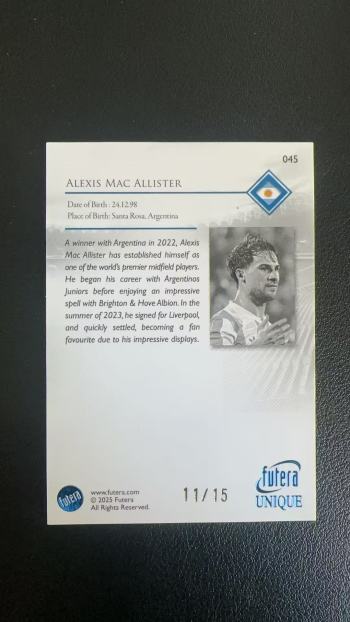 045
ALEXIS MAC ALLISTER
Date of Birth : 24.12.98
Place of Birth: Santa Rosa, Argentina
A winner with Argentina in 2022, Alexis
Mac Allister has established himself as
one of the world's premier midfield players.
He began his career with Argentinos
Juniors before enjoying an impressive
spell with Brighton & Hove Albion. In the
summer of 2023, he signed for Liverpool,
and quickly settled, becoming a fan
favourite due to his impressive displays.
futera
www.futera.com
© 2025 Futera
All Rights Reserved.
11/15
futera
UNIQUE